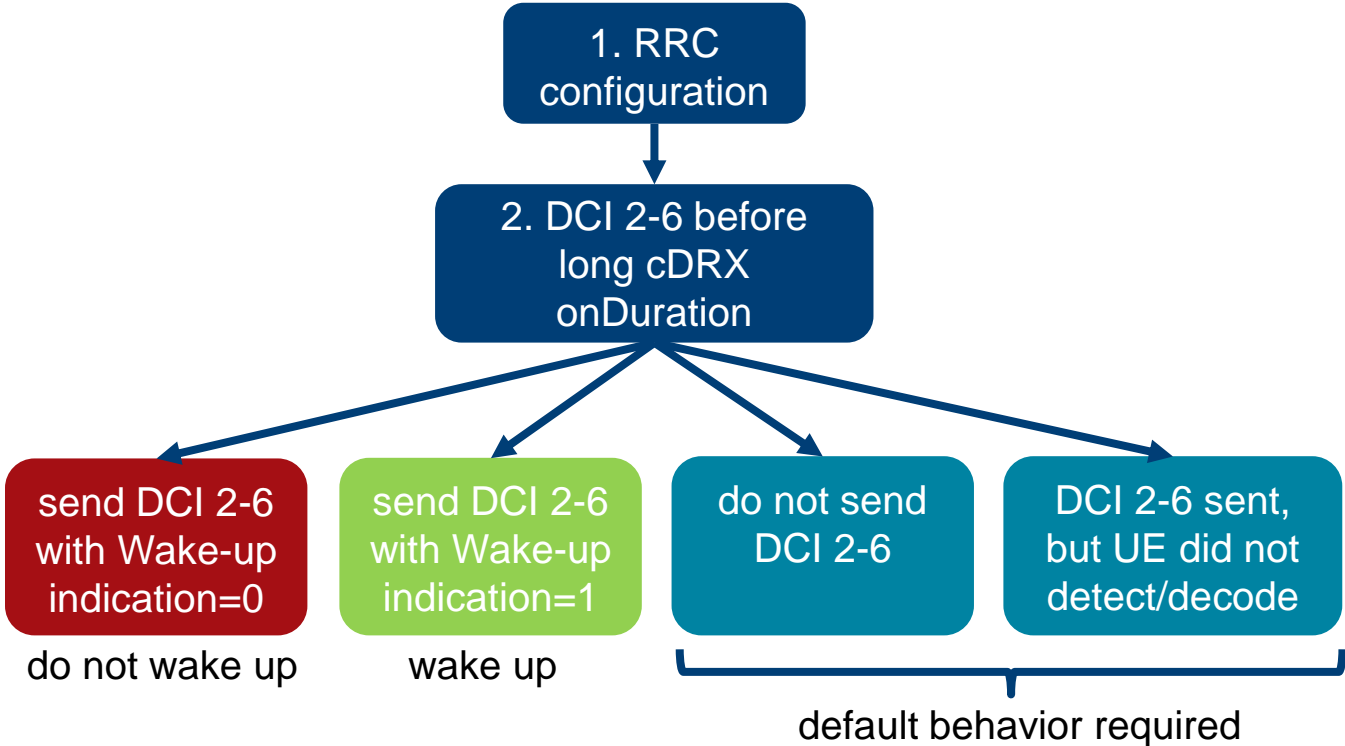 1. RRC
configuration
2. DCI 2-6 before
long cDRX
onDuration
send DCI 2-6
with Wake-up
indication=0
send DCI 2-6
with Wake-up
indication=1
do not send
DCI 2-6
DCI 2-6 sent,
but UE did not
detect/decode
do not wake up
wake up
default behavior required